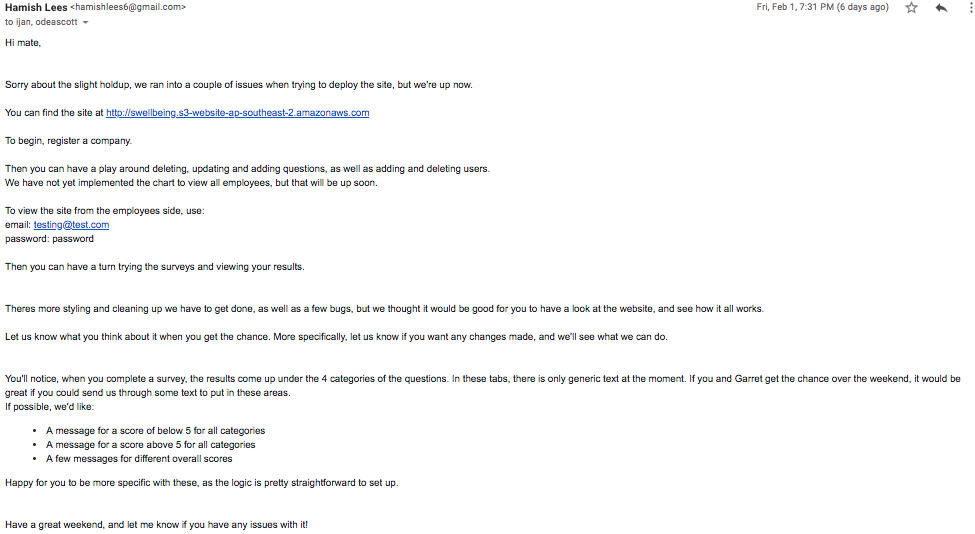 Hamish Lees <hamishlees6@gmail.com>
Fri, Feb 1, 7:31 PM (6 days ago)
to ijan, odeascott
Hi mate,
Sorry about the slight holdup, we ran into a couple of issues when trying to deploy the site, but we're up now.
You can find the site at http://swellbeing.s3-website-ap-southeast-2.amazonaws.com
To begin, register a company.
Then you can have a play around deleting, updating and adding questions, as well as adding and deleting users.
We have not yet implemented the chart to view all employees, but that will be up soon.
To view the site from the employees side, use:
email: testing@test.com
password: password
Then you can have a turn trying the surveys and viewing your results.
Theres more styling and cleaning up we have to get done, as well as a few bugs, but we thought it would be good for you to have a look at the website, and see how it all works.
Let us know what you think about it when you get the chance. More specifically, let us know if you want any changes made, and we'll see what we can do.
You'll notice, when you complete a survey, the results come up under the 4 categories of the questions. In these tabs, there is only generic text at the moment. If you and Garret get the chance over the weekend, it would be
great if you could send us through some text to put in these areas.
If possible, we'd like:
• A message for a score of below 5 for all categories
• A message for a score above 5 for all categories
• A few messages for different overall scores
Happy for you to be more specific with these, as the logic is pretty straightforward to set up.
Have a great weekend, and let me know if you have any issues with it!